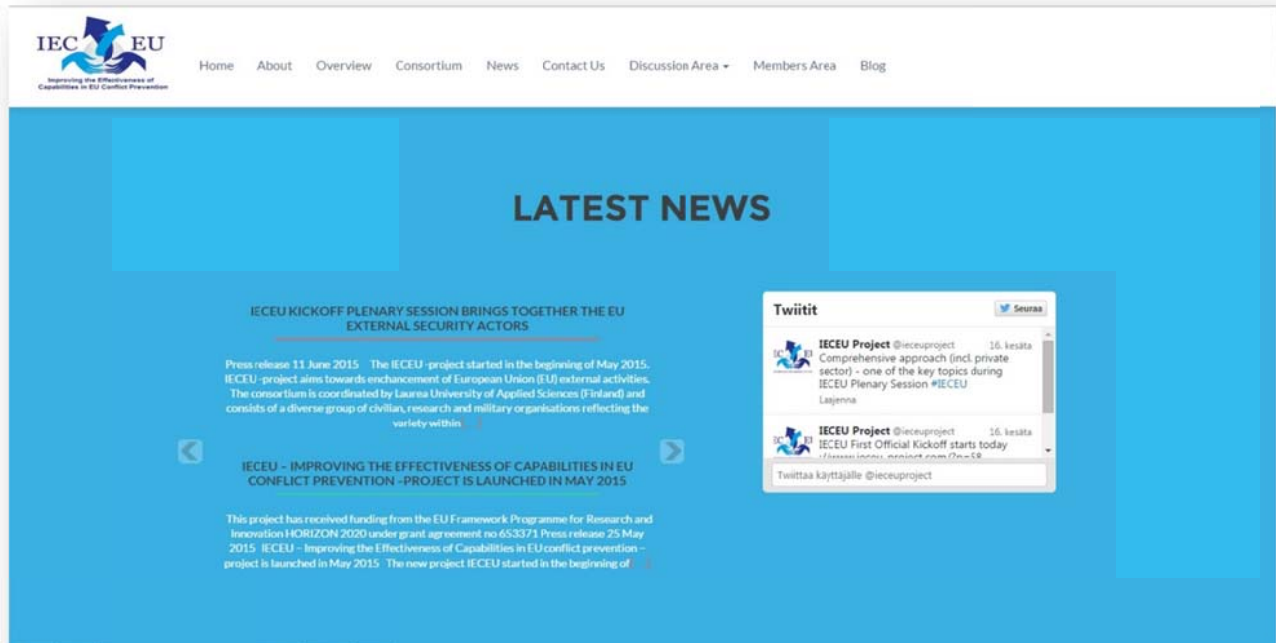 IEC EU
Improving the Effectiveness of
Capabilities in EU Conflict Prevention
Home About Overview Consortium News Contact Us Discussion Area Members Area Blog
LATEST NEWS
IECEU KICKOFF PLENARY SESSION BRINGS TOGETHER THE EU
EXTERNAL SECURITY ACTORS
Press release 11 June 2015 The IECEU -project started in the beginning of May 2015.
IECEU -project aims towards enchancement of European Union (EU) external activities.
The consortium is coordinated by Laurea University of Applied Sciences (Finland) and
consists of a diverse group of civilian, research and military organisations reflecting the
variety within [...]
IECEU – IMPROVING THE EFFECTIVENESS OF CAPABILITIES IN EU
CONFLICT PREVENTION -PROJECT IS LAUNCHED IN MAY 2015
This project has received funding from the EU Framework Programme for Research and
Innovation HORIZON 2020 under grant agreement no 653371 Press release 25 May
2015 IECEU – Improving the Effectiveness of Capabilities in EU conflict prevention –
project is launched in May 2015 The new project IECEU started in the beginning of [...]
Twiitit Seuraa
IECEU Project @ieceuproject 16. kesäta
Comprehensive approach (incl. private
sector) - one of the key topics during
IECEU Plenary Session #IECEU
Laajenna
IECEU Project @ieceuproject 16. kesäta
IECEU First Official Kickoff starts today
Twiittaa käyttäjälle @ieceuproject